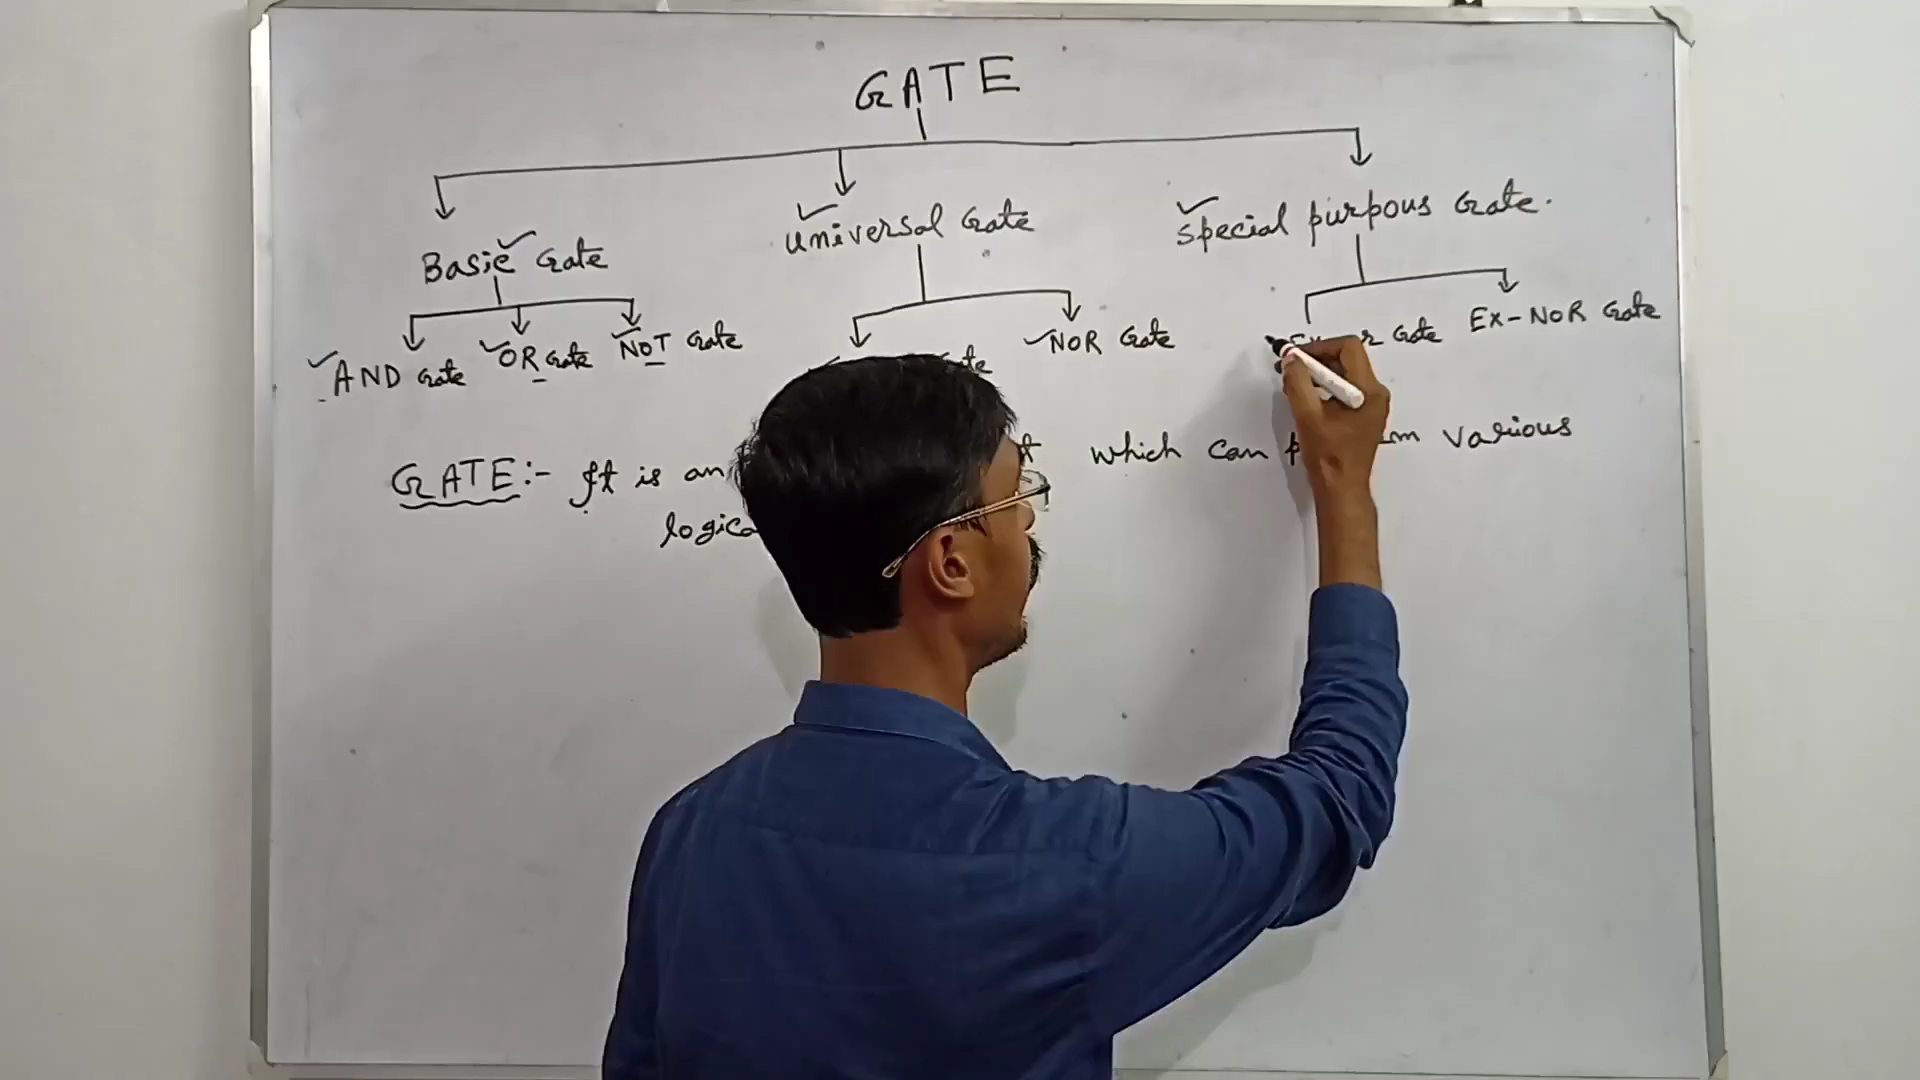 GATE
Basic Gate
Universal Gate
Special purpous Gate.
AND Gate
OR Gate
NOT Gate
NOR Gate
Gate
EX-NOR Gate
GATE:- It is an which can various